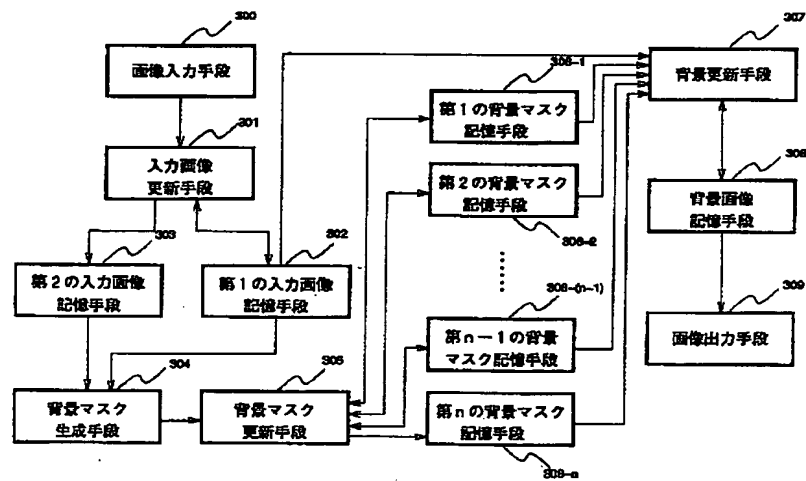 300
画像入力手段
301
入力画像
更新手段
303
第2の入力画像
記憶手段
302
第1の入力画像
記憶手段
304
背景マスク
生成手段
305
背景マスク
更新手段
306-1
第1の背景マスク
記憶手段
第2の背景マスク
記憶手段
306-2
306-(n-1)
第n-1の背景
マスク記憶手段
第nの背景マスク
記憶手段
306-n
307
背景更新手段
308
背景画像
記憶手段
309
画像出力手段